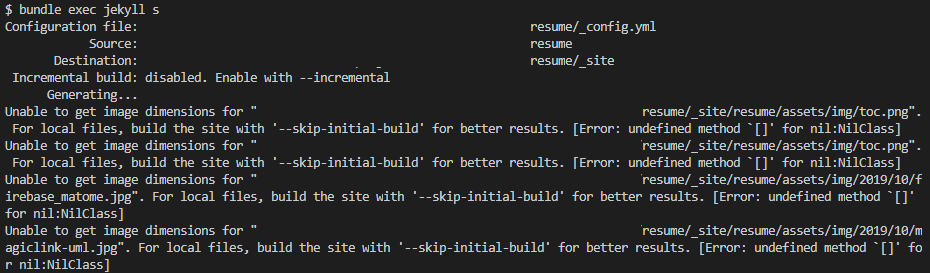 $ bundle exec jekyll s
Configuration file: resume/_config.yml
Source: resume
Destination: resume/_site
Incremental build: disabled. Enable with --incremental
Generating...
Unable to get image dimensions for " resume/_site/resume/assets/img/toc.png".
For local files, build the site with '--skip-initial-build' for better results. [Error: undefined method `[]' for nil:NilClass]
Unable to get image dimensions for " resume/_site/resume/assets/img/toc.png".
For local files, build the site with '--skip-initial-build' for better results. [Error: undefined method `[]' for nil:NilClass]
Unable to get image dimensions for " resume/_site/resume/assets/img/2019/10/f
irebase_matome.jpg". For local files, build the site with '--skip-initial-build' for better results. [Error: undefined method `[]'
for nil:NilClass]
Unable to get image dimensions for " resume/_site/resume/assets/img/2019/10/m
agiclink-uml.jpg". For local files, build the site with '--skip-initial-build' for better results. [Error: undefined method `[]' fo
r nil:NilClass]